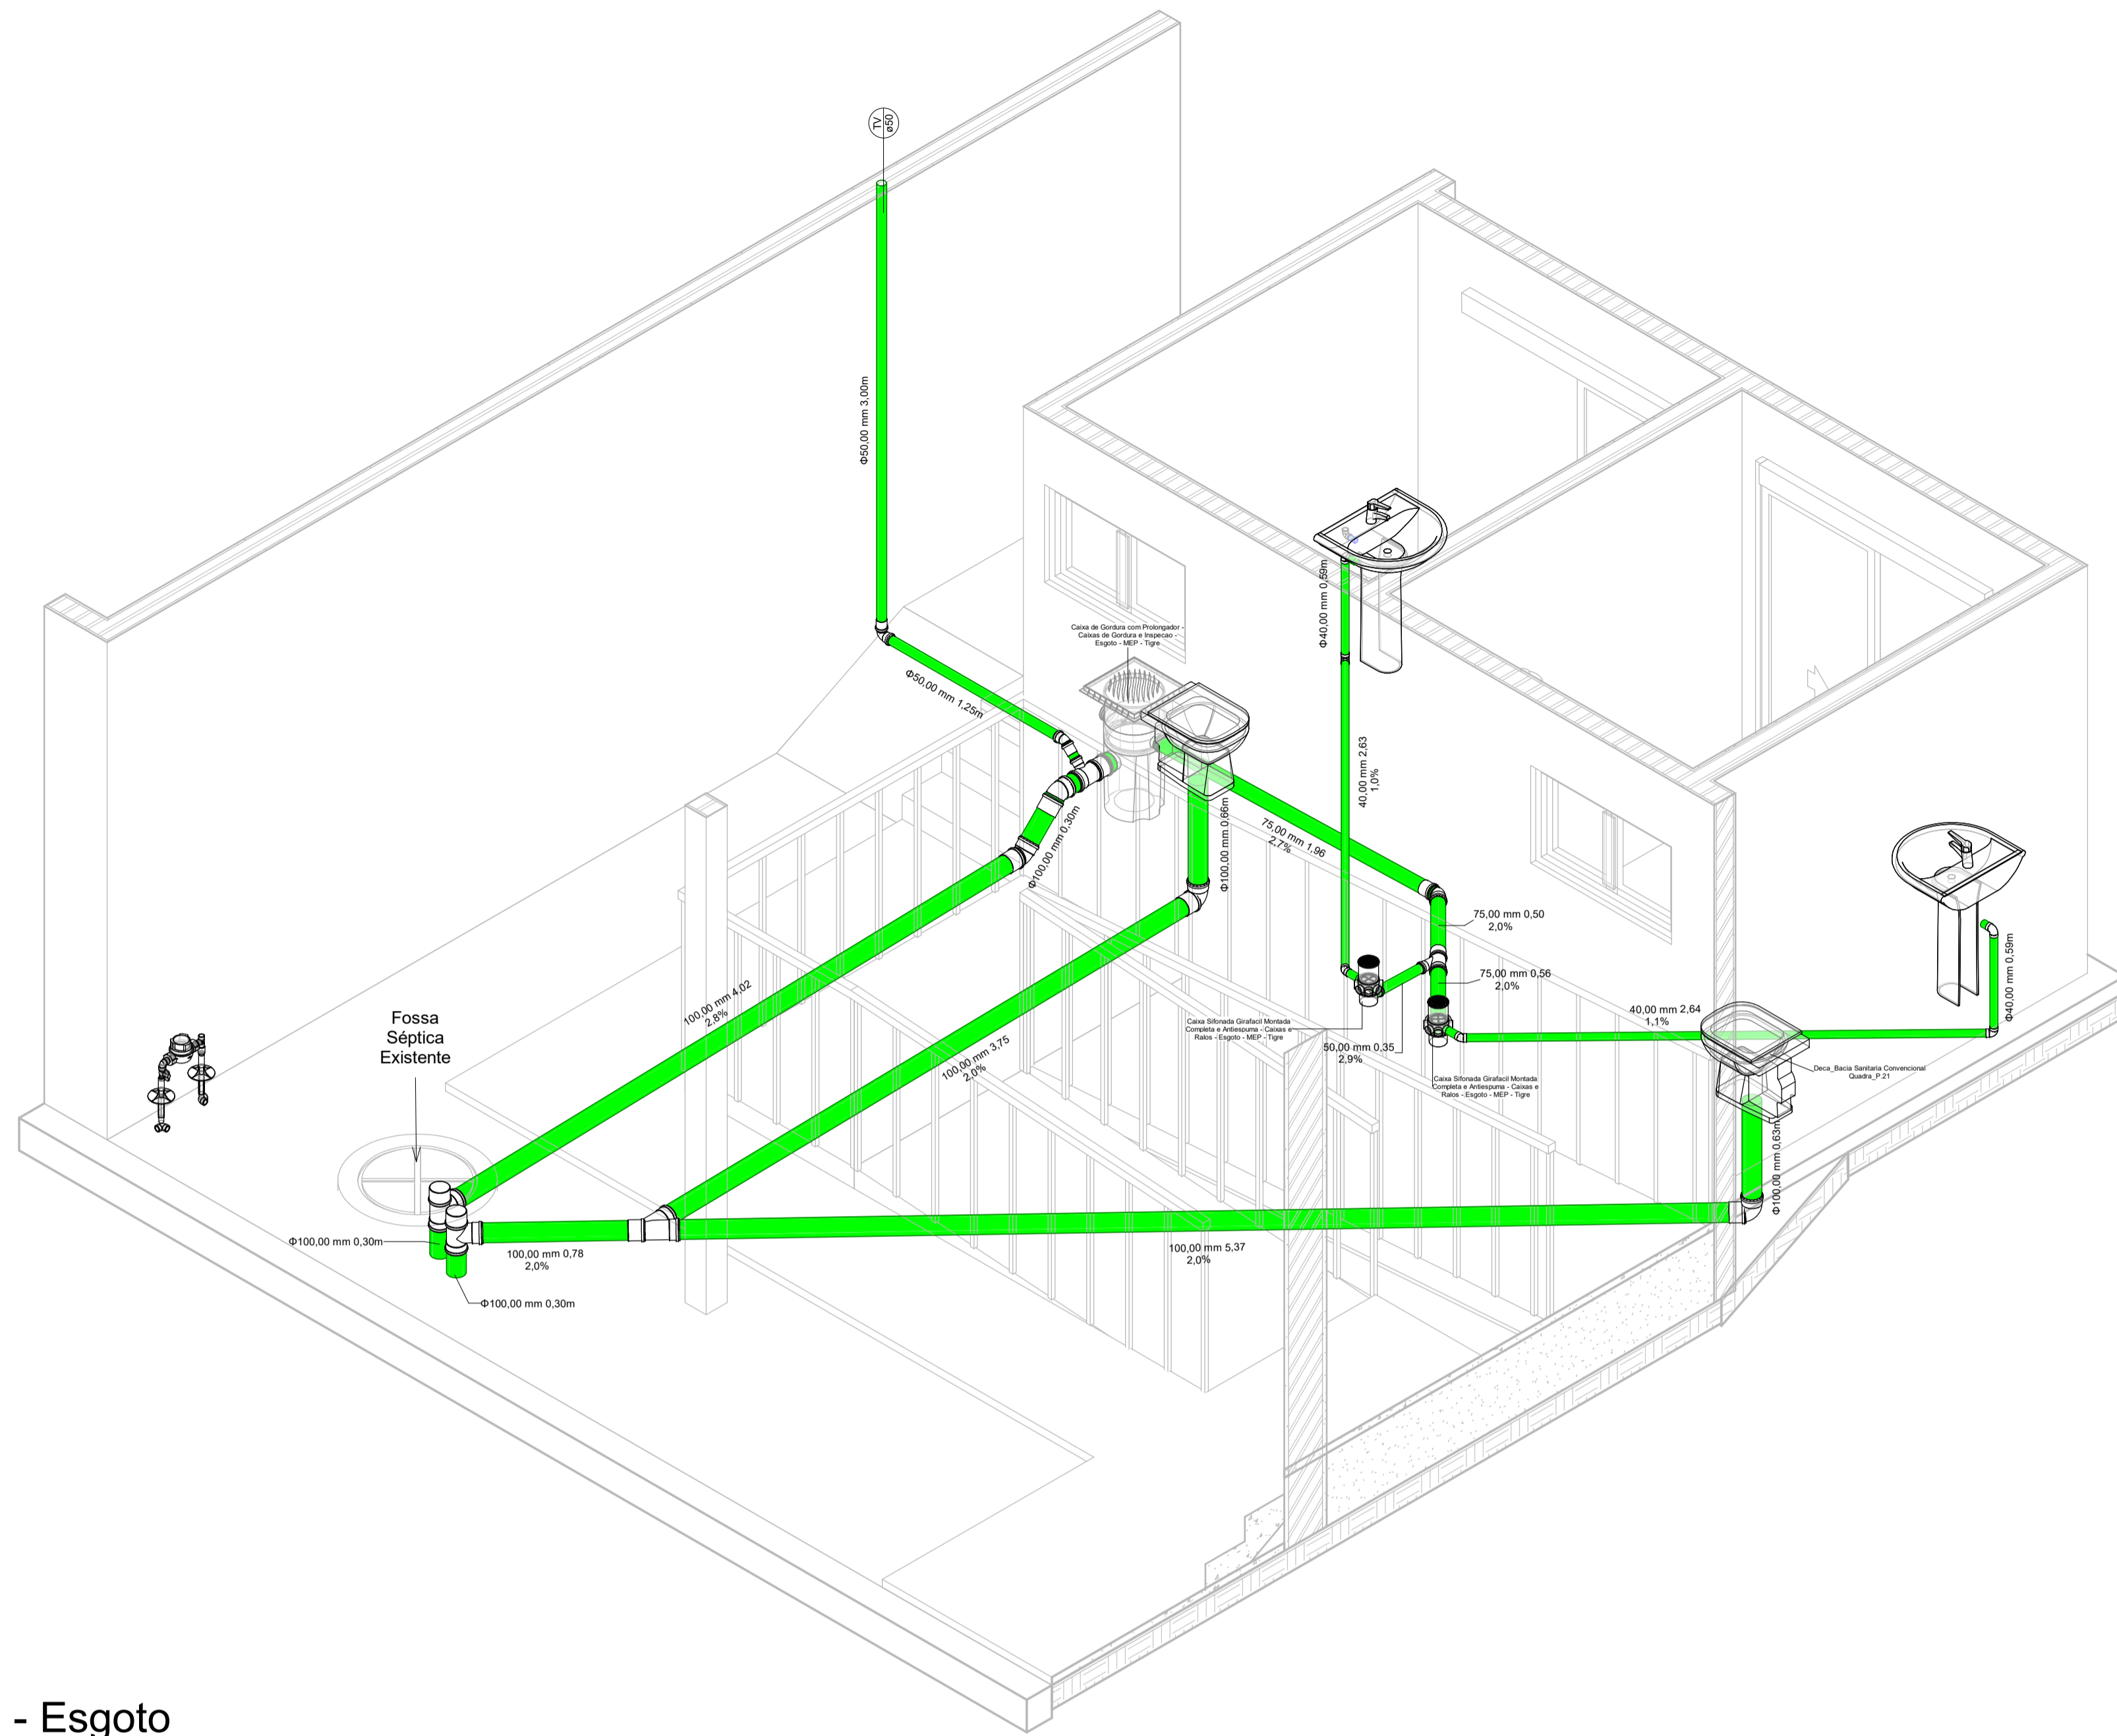 TV
ø50
Φ50,00 mm 3,00m
Φ50,00 mm 1,25m
Caixa de Gordura com Prolongador -
Caixas de Gordura e Inspecao -
Esgoto - MEP - Tigre
Φ40,00 mm 0,59m
40,00 mm 2,63
1,0%
Φ100,00 mm 0,30m
Φ100,00 mm 0,66m
75,00 mm 1,96
2,7%
75,00 mm 0,50
2,0%
75,00 mm 0,56
2,0%
Φ40,00 mm 0,59m
40,00 mm 2,64
1,1%
100,00 mm 4,02
2,8%
Fossa
Séptica
Existente
100,00 mm 3,75
2,0%
Caixa Sifonada Girafacil Montada
Completa e Antiespuma - Caixas e
Ralos - Esgoto - MEP - Tigre
50,00 mm 0,35
2,9%
Caixa Sifonada Girafacil Montada
Completa e Antiespuma - Caixas e
Ralos - Esgoto - MEP - Tigre
Deca_Bacia Sanitaria Convencional
Quadra_P.21
Φ100,00 mm 0,63m
Φ100,00 mm 0,30m
100,00 mm 0,78
2,0%
100,00 mm 5,37
2,0%
Φ100,00 mm 0,30m
- Esgoto